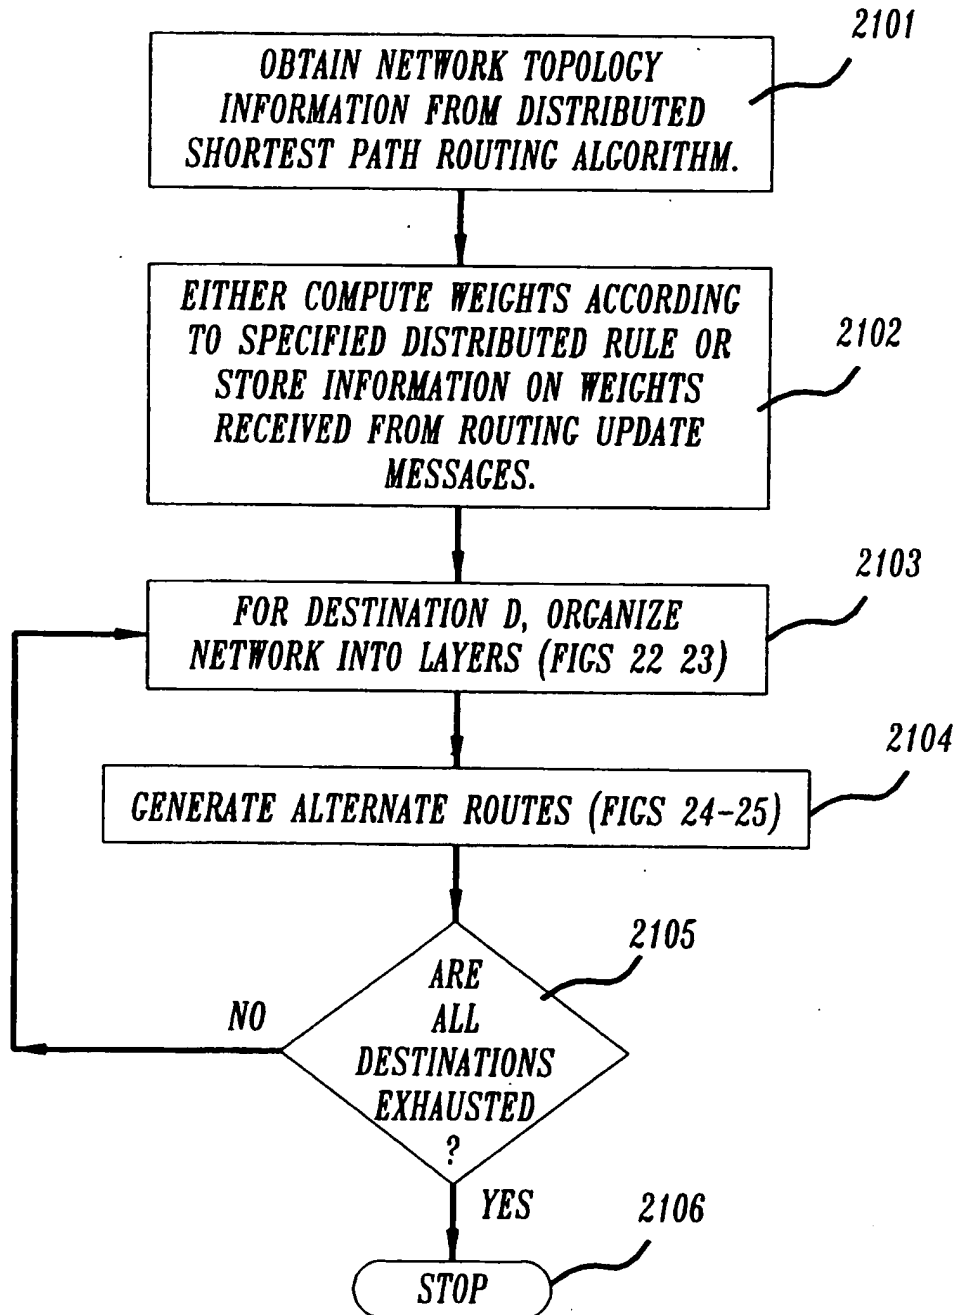 2101
OBTAIN NETWORK TOPOLOGY
INFORMATION FROM DISTRIBUTED
SHORTEST PATH ROUTING ALGORITHM.
EITHER COMPUTE WEIGHTS ACCORDING
TO SPECIFIED DISTRIBUTED RULE OR
STORE INFORMATION ON WEIGHTS
RECEIVED FROM ROUTING UPDATE
MESSAGES.
2102
2103
FOR DESTINATION D, ORGANIZE
NETWORK INTO LAYERS (FIGS 22 23)
2104
GENERATE ALTERNATE ROUTES (FIGS 24-25)
2105
ARE
ALL
DESTINATIONS
EXHAUSTED
?
NO
YES
2106
STOP